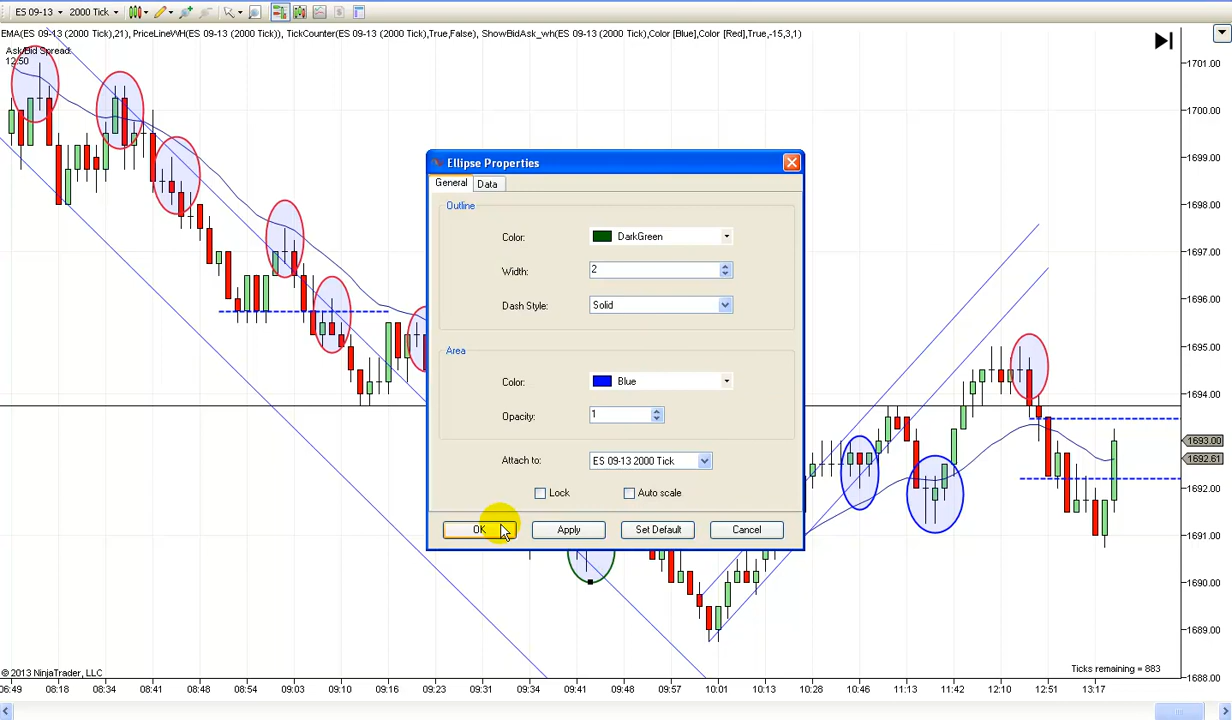 ES 09-13 2000 Tick
EMA(ES 09-13 (2000 Tick),21), PriceLineWH(ES 09-13 (2000 Tick)), TickCounter(ES 09-13 (2000 Tick),True,False), ShowBidAsk_wh(ES 09-13 (2000 Tick),Color [Blue],Color [Red],True,-15,3,1)
Ask/Bid Spread:
12.50
1701.00
1700.00
1699.00
1698.00
1697.00
1696.00
1695.00
1694.00
1693.00
1692.61
1692.00
1691.00
1690.00
1689.00
1688.00
Ellipse Properties
General Data
Outline
Color: DarkGreen
Width: 2
Dash Style: Solid
Area
Color: Blue
Opacity: 1
Attach to: ES 09-13 2000 Tick
Lock Auto scale
OK Apply Set Default Cancel
© 2013 NinjaTrader, LLC
Ticks remaining = 883
06:49 08:18 08:34 08:41 08:48 08:54 09:03 09:10 09:16 09:23 09:31 09:34 09:41 09:48 09:57 10:01 10:13 10:28 10:46 11:13 11:42 12:10 12:51 13:17